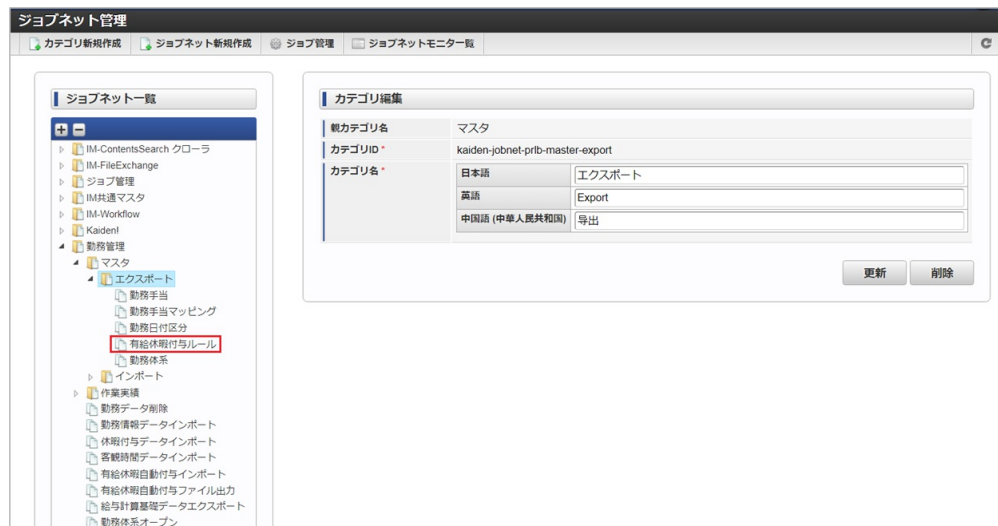 ジョブネット管理
カテゴリ新規作成 ジョブネット新規作成 ジョブ管理 ジョブネットモニター覧
ジョブネット一覧
IM-ContentsSearch クローラ
IM-FileExchange
ジョブ管理
IM共通マスタ
IM-Workflow
Kaiden!
勤務管理
マスタ
エクスポート
勤務手当
勤務手当マッピング
勤務日付区分
有給休暇付与ルール
勤務体系
インポート
作業実績
勤務データ削除
勤務情報データインポート
休暇付与データインポート
客観時間データインポート
有給休暇自動付与インポート
有給休暇自動付与ファイル出力
給与計算基礎データエクスポート
勤務体系オープン
カテゴリ編集
親カテゴリ名 マスタ
カテゴリID * kaiden-jobnet-prlb-master-export
カテゴリ名 * 日本語 エクスポート
英語 Export
中国語 (中華人民共和国) 导出
更新 削除